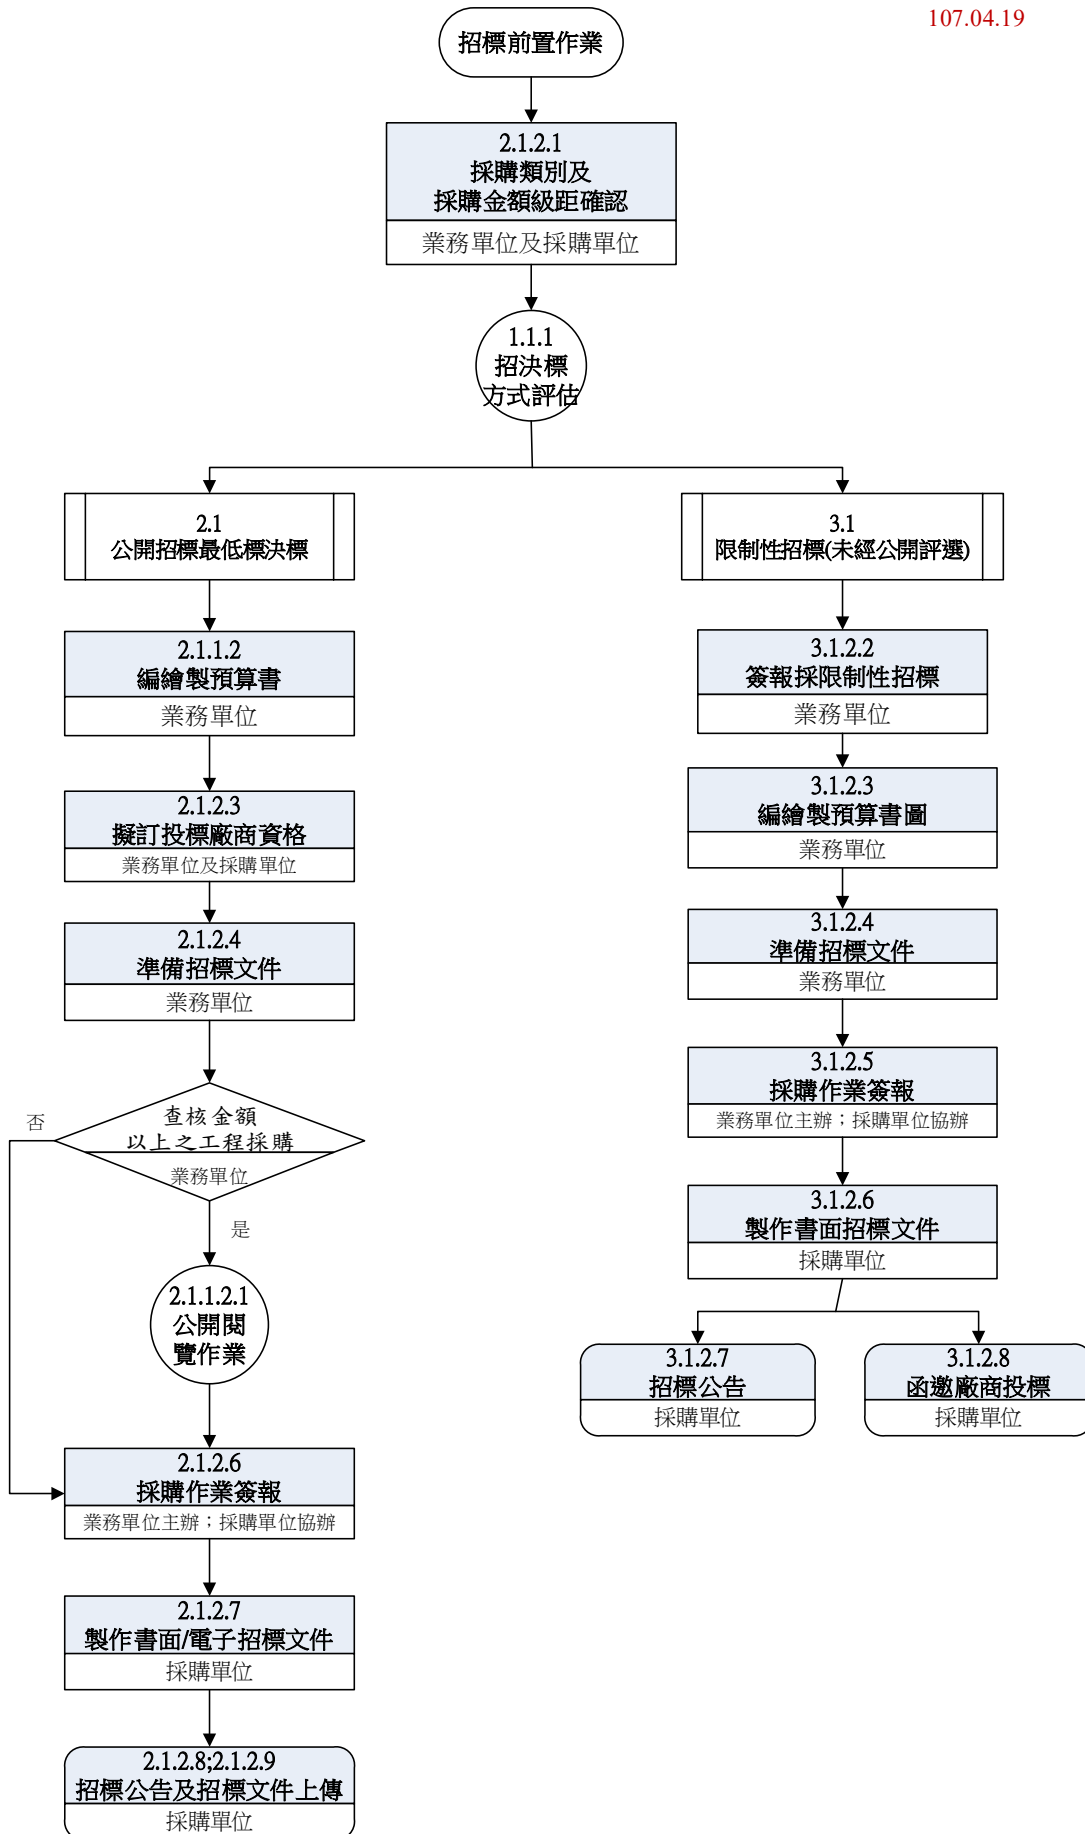 107.04.19
招標前置作業
2.1.2.1
採購類別及
採購金額級距確認
業務單位及採購單位
1.1.1
招決標
方式評估
2.1
公開招標最低標決標
2.1.1.2
編繪製預算書
業務單位
2.1.2.3
擬訂投標廠商資格
業務單位及採購單位
2.1.2.4
準備招標文件
業務單位
查核金額
以上之工程採購
業務單位
否
是
2.1.1.2.1
公開閱
覽作業
2.1.2.6
採購作業簽報
業務單位主辦；採購單位協辦
2.1.2.7
製作書面/電子招標文件
採購單位
2.1.2.8;2.1.2.9
招標公告及招標文件上傳
採購單位
3.1
限制性招標(未經公開評選)
3.1.2.2
簽報採限制性招標
業務單位
3.1.2.3
編繪製預算書圖
業務單位
3.1.2.4
準備招標文件
業務單位
3.1.2.5
採購作業簽報
業務單位主辦；採購單位協辦
3.1.2.6
製作書面招標文件
採購單位
3.1.2.7
招標公告
採購單位
3.1.2.8
函邀廠商投標
採購單位